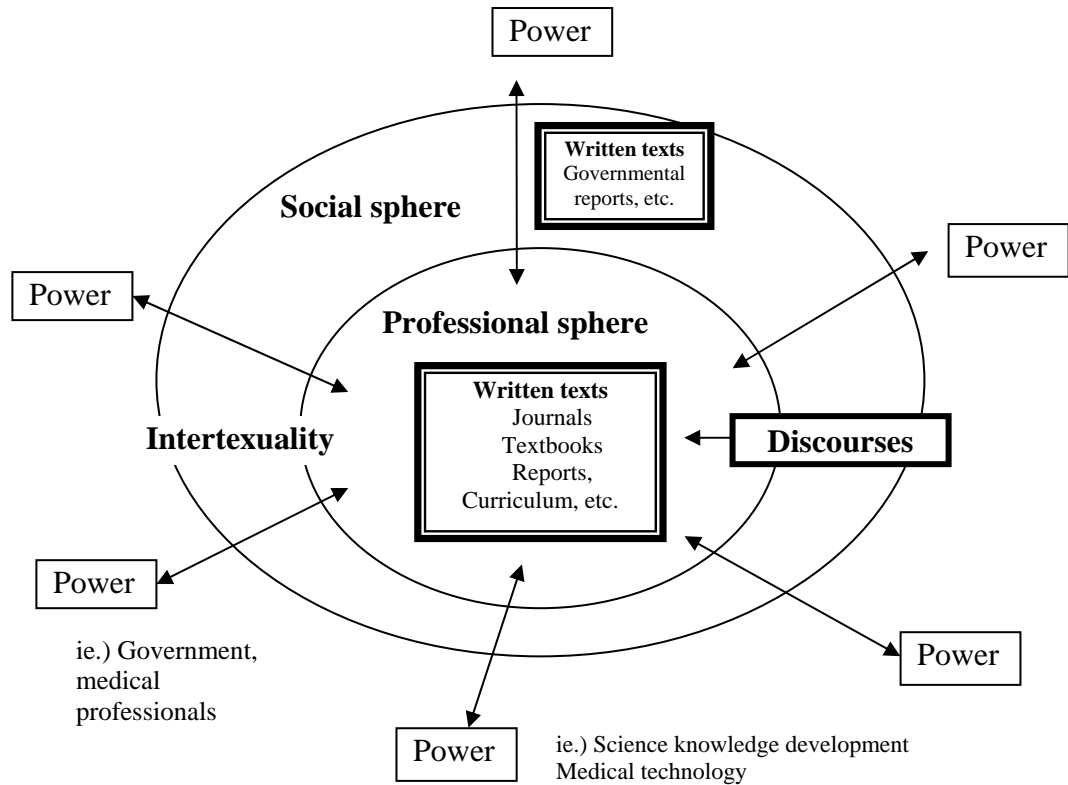 Power
Written texts
Governmental
reports, etc.
Social sphere
Power
Power
Professional sphere
Written texts
Journals
Textbooks
Reports,
Curriculum, etc.
Intertexuality
Discourses
Power
ie.) Government,
medical
professionals
Power
Power
ie.) Science knowledge development
Medical technology